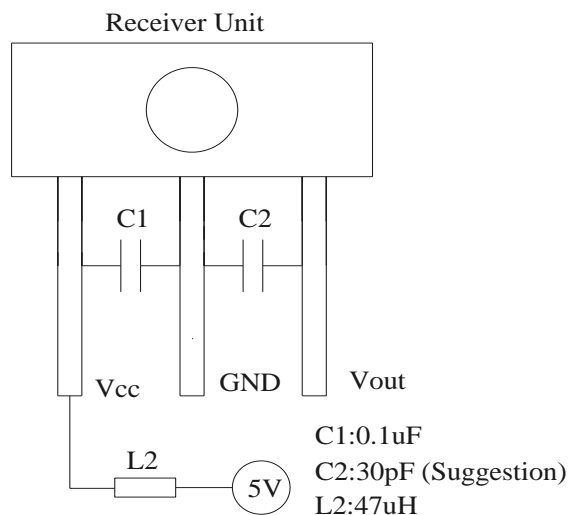 Receiver Unit
C1
C2
Vcc
GND
Vout
L2
5V
C1:0.1uF
C2:30pF (Suggestion)
L2:47uH